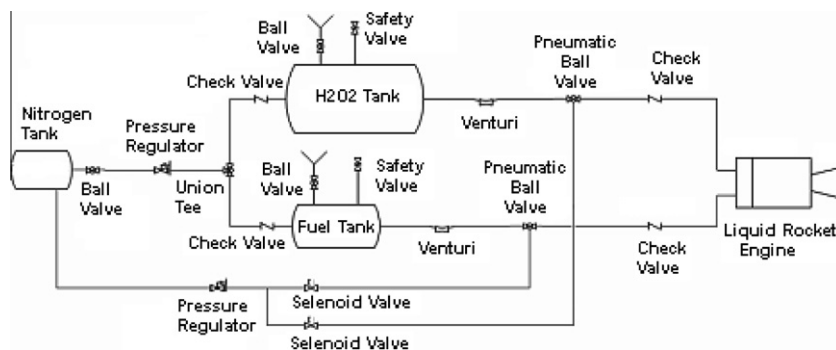 Ball
Valve
Safety
Valve
Pneumatic
Ball
Valve
Check
Valve
Check Valve
H2O2 Tank
Venturi
Nitrogen
Tank
Pressure
Regulator
Ball
Valve
Union
Tee
Ball
Valve
Safety
Valve
Pneumatic
Ball
Valve
Check Valve
Fuel Tank
Venturi
Check
Valve
Liquid Rocket
Engine
Pressure
Regulator
Selenoid Valve
Selenoid Valve